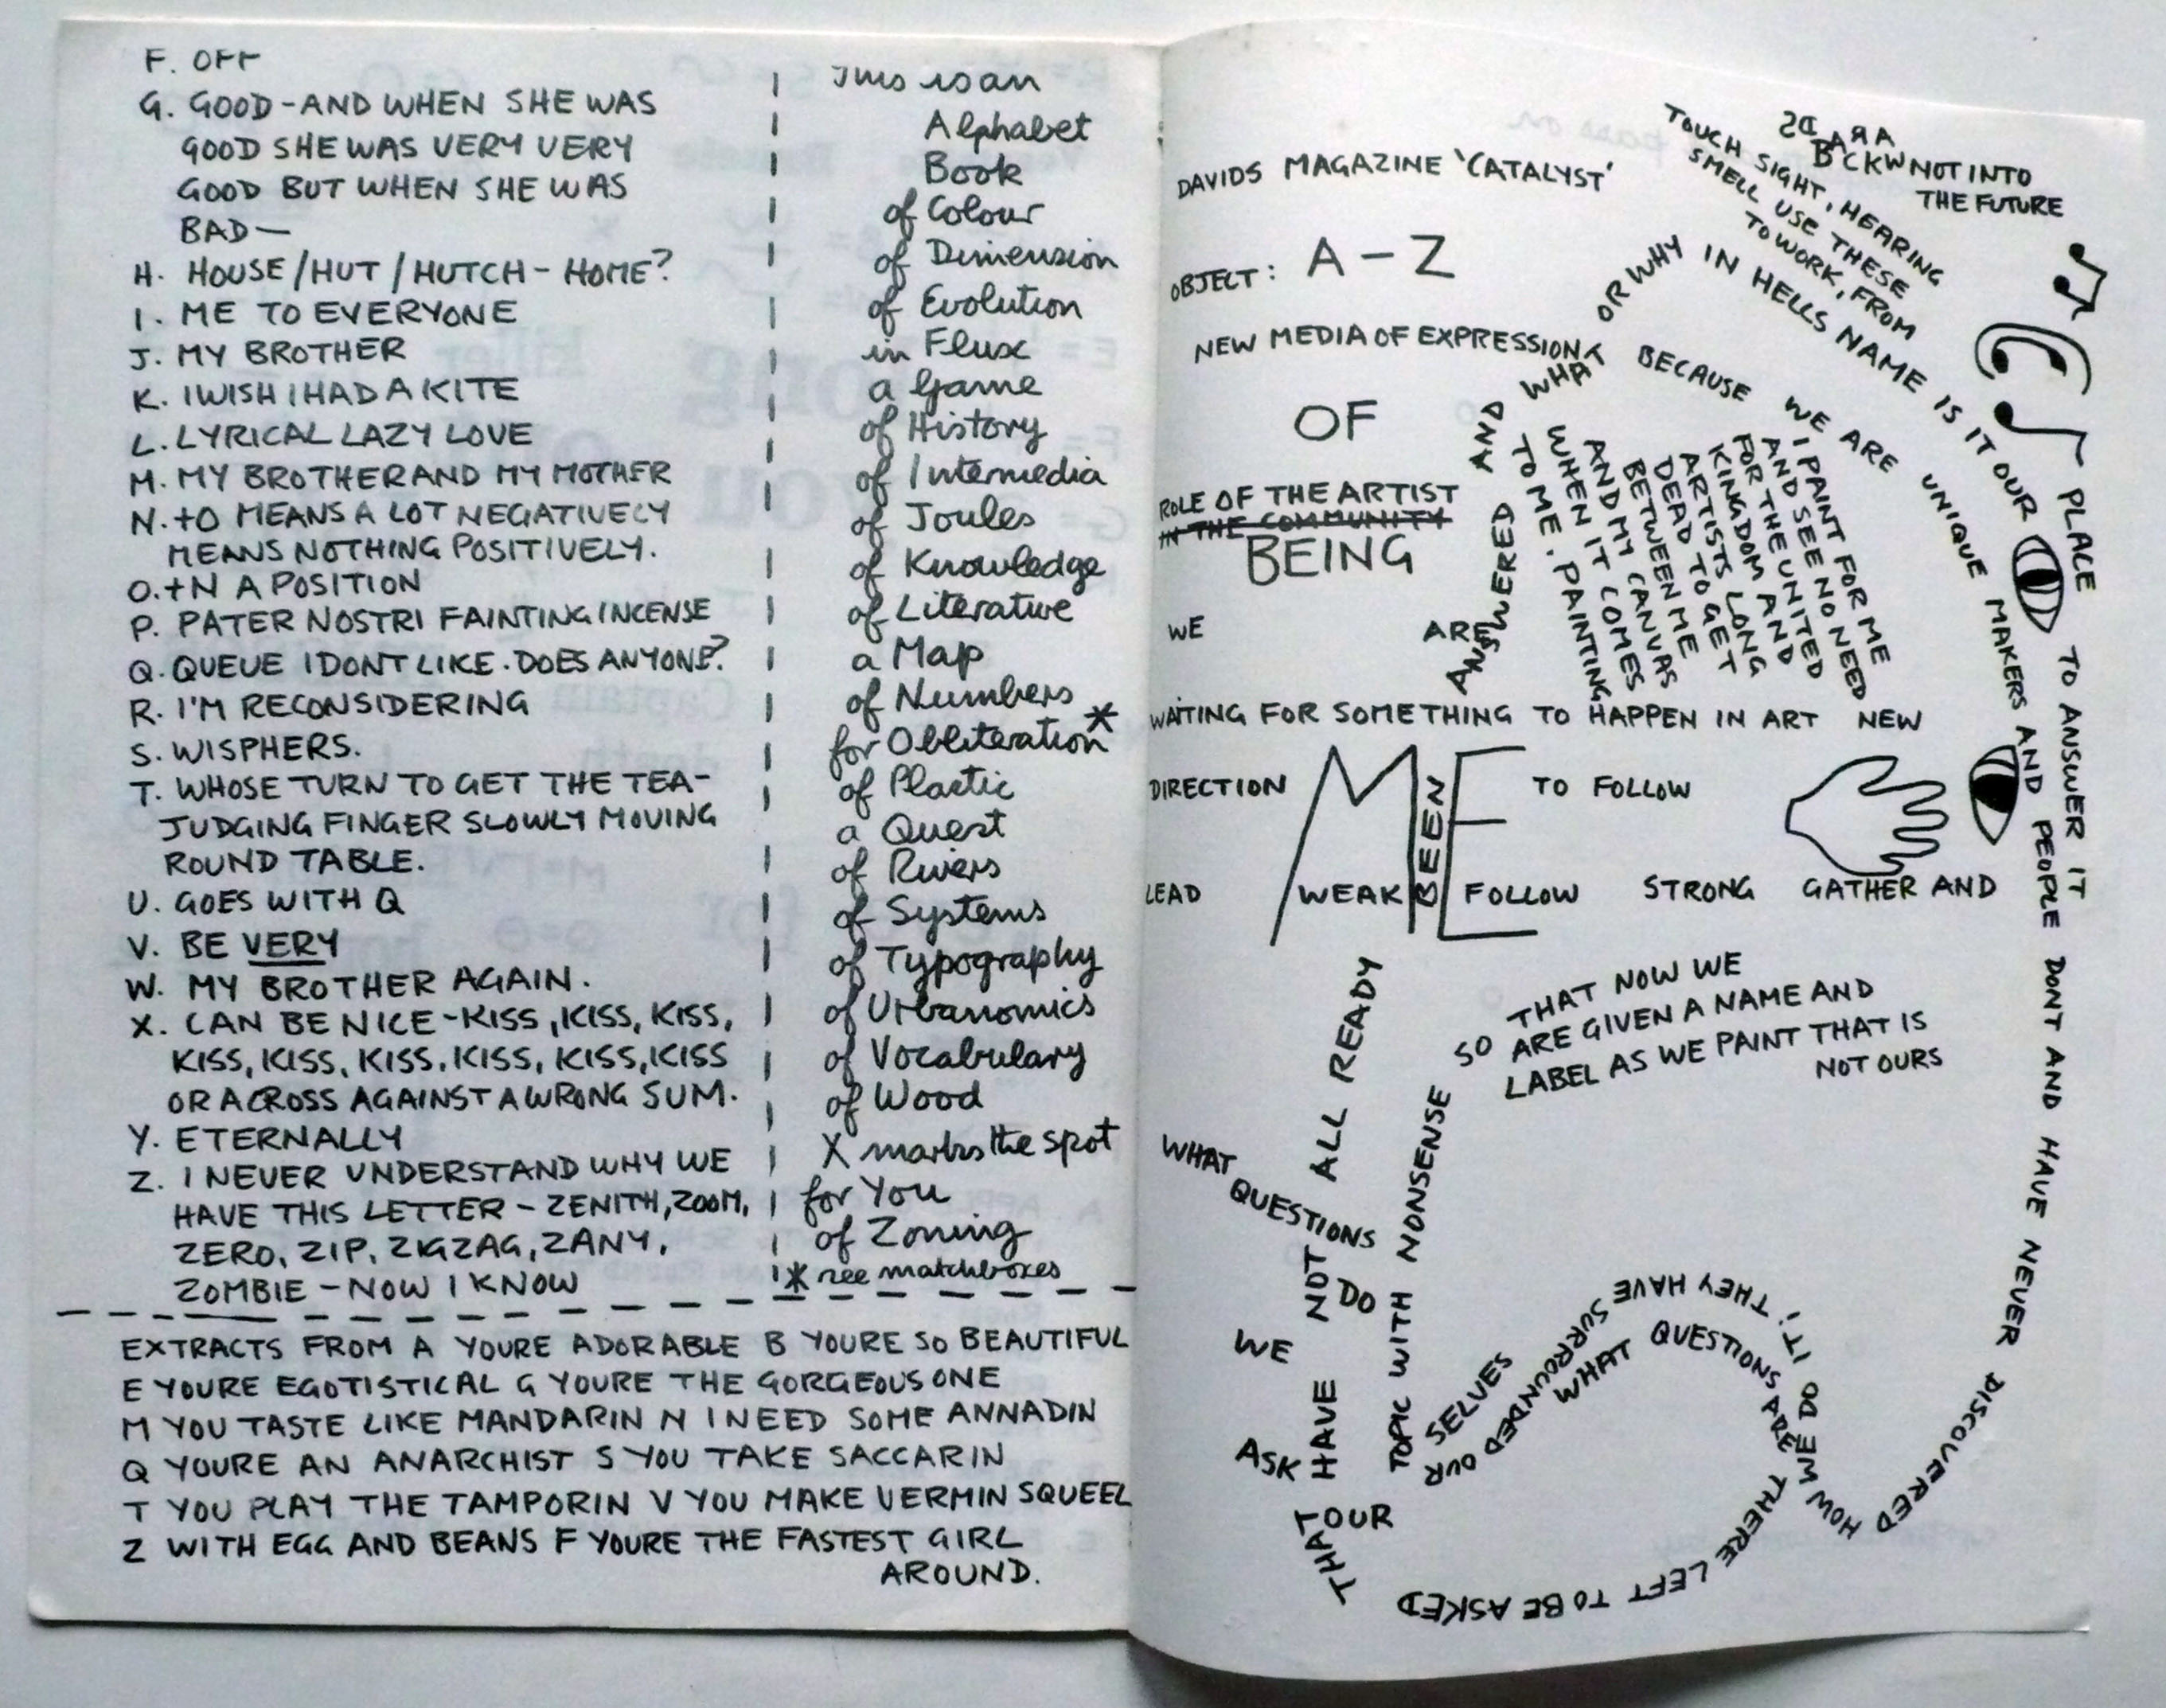 F. OFF
G. GOOD - AND WHEN SHE WAS
GOOD SHE WAS VERY VERY
GOOD BUT WHEN SHE WAS
BAD—
H. HOUSE / HUT / HUTCH - HOME?
I. ME TO EVERYONE
J. MY BROTHER
K. I WISH I HAD A KITE
L. LYRICAL LAZY LOVE
M. MY BROTHER AND MY MOTHER
N. +O MEANS A LOT NEGATIVELY
MEANS NOTHING POSITIVELY.
O. +N A POSITION
P. PATER NOSTRI FAINTING INCENSE
Q. QUEUE I DONT LIKE. DOES ANYONE?
R. I'M RECONSIDERING
S. WISPHERS.
T. WHOSE TURN TO GET THE TEA-
JUDGING FINGER SLOWLY MOVING
ROUND TABLE.
U. GOES WITH Q
V. BE VERY
W. MY BROTHER AGAIN.
X. CAN BE NICE - KISS, KISS, KISS,
KISS, KISS, KISS, KISS, KISS, KISS
OR A CROSS AGAINST A WRONG SUM.
Y. ETERNALLY
Z. I NEVER UNDERSTAND WHY WE
HAVE THIS LETTER - ZENITH, ZOOM,
ZERO, ZIP, ZIGZAG, ZANY,
ZOMBIE - NOW I KNOW
This is an
Alphabet
Book
of Colour
of Dimension
of Evolution
in Flux
a Game
of History
of Intermedia
of Joules
of Knowledge
of Literature
a Map
of Numbers
for Obliteration*
of Plastic
a Quest
of Rivers
of Systems
of Typography
of Urbanomics
of Vocabulary
of Wood
X marks the spot
for You
of Zoning
* see matchboxes
EXTRACTS FROM A YOURE ADORABLE B YOURE SO BEAUTIFUL
E YOURE EGOTISTICAL G YOURE THE GORGEOUS ONE
M YOU TASTE LIKE MANDARIN N I NEED SOME ANNADIN
Q YOURE AN ANARCHIST S YOU TAKE SACCARIN
T YOU PLAY THE TAMPORIN V YOU MAKE VERMIN SQUEEL
Z WITH EGG AND BEANS F YOURE THE FASTEST GIRL
AROUND.
DAVIDS MAGAZINE 'CATALYST'
OBJECT: A - Z
NEW MEDIA OF EXPRESSION
OF
ROLE OF THE ARTIST
IN THE COMMUNITY
BEING
WE ARE
WAITING FOR SOMETHING TO HAPPEN IN ART NEW
DIRECTION ME BEEN TO FOLLOW
LEAD WEAK FOLLOW STRONG GATHER AND
NOT INTO
THE FUTURE
TOUCH SIGHT, HEARING
SMELL USE THESE
TO WORK, FROM
ANSWERED AND WHAT OR WHY IN HELLS NAME IS IT OUR PLACE TO ANSWER IT
BECAUSE WE ARE UNIQUE MAKERS AND PEOPLE DONT AND HAVE NEVER DISCOVERED HOW WE DO IT! THEY HAVE SURROUNDED OUR
SELVES
I PAINT FOR ME
AND SEE NO NEED
FOR THE UNITED
KINGDOM AND
ARTISTS LONG
DEAD TO GET
BETWEEN ME
AND MY CANVAS
WHEN IT COMES
TO ME. PAINTING
SO THAT NOW WE
ARE GIVEN A NAME AND
LABEL AS WE PAINT THAT IS
NOT OURS
WHAT
QUESTIONS
DO
WE
ASK
THAT HAVE NOT ALL READY
OUR
TOPIC WITH NONSENSE
WHAT QUESTIONS ARE
THERE LEFT TO BE ASKED